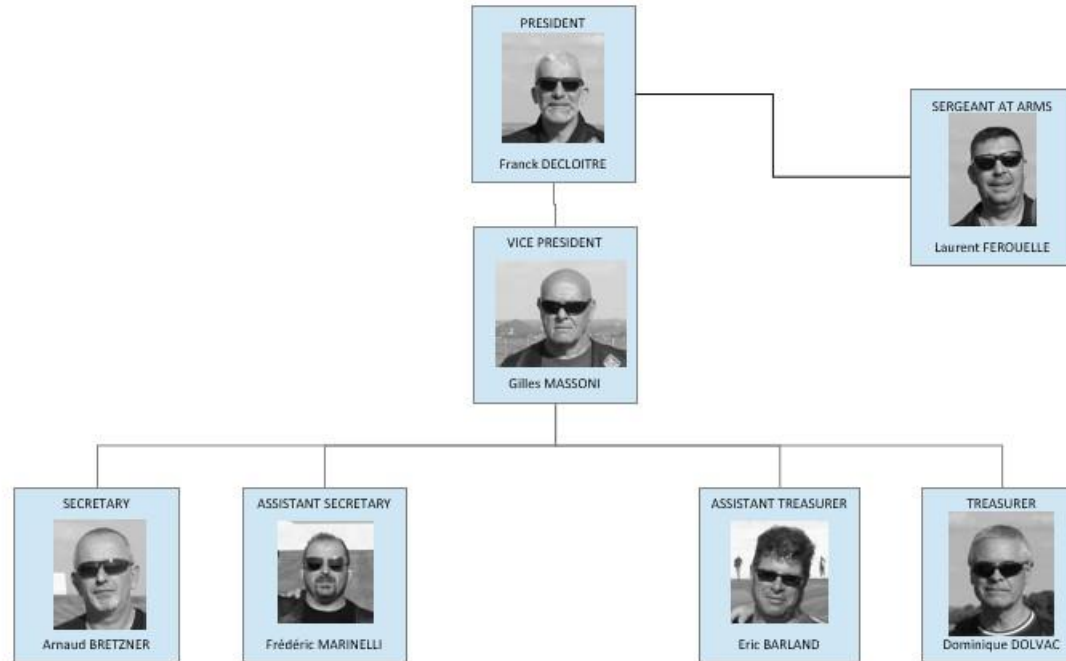 PRESIDENT
Franck DECLOITRE
SERGEANT AT ARMS
Laurent FEROUELLE
VICE PRESIDENT
Gilles MASSONI
SECRETARY
Arnaud BRETZNER
ASSISTANT SECRETARY
Frédéric MARINELLI
ASSISTANT TREASURER
Eric BARLAND
TREASURER
Dominique DOLVAC